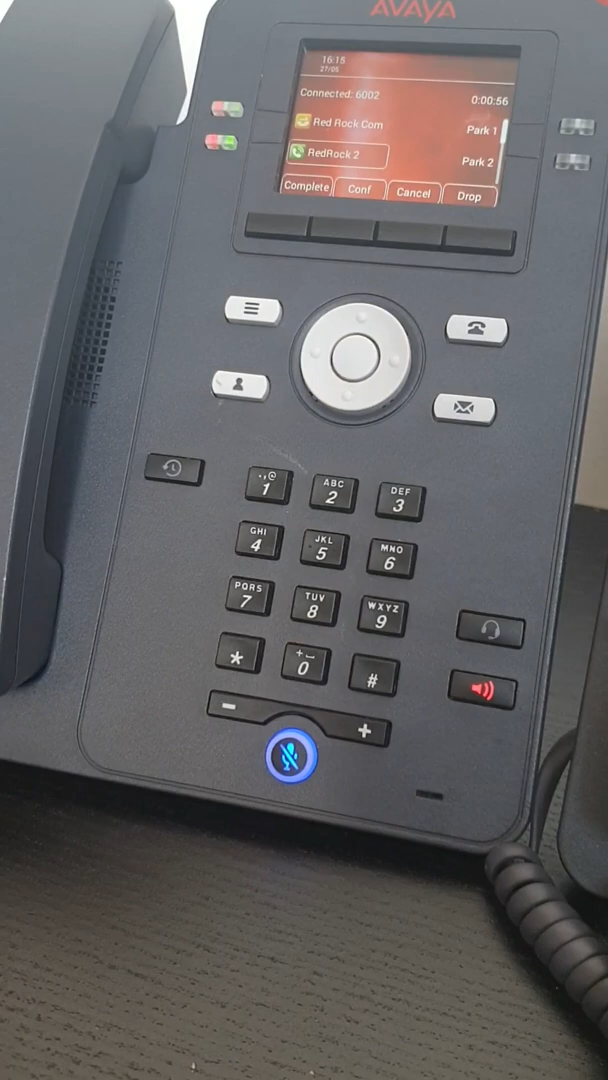 AVAYA
16:15
27/05
Connected: 6002 0:00:56
Red Rock Com Park 1
RedRock 2 Park 2
Complete Conf Cancel Drop
.,@ ABC DEF
1 2 3
GHI JKL MNO
4 5 6
PQRS TUV WXYZ
7 8 9
+
* 0 #
- +